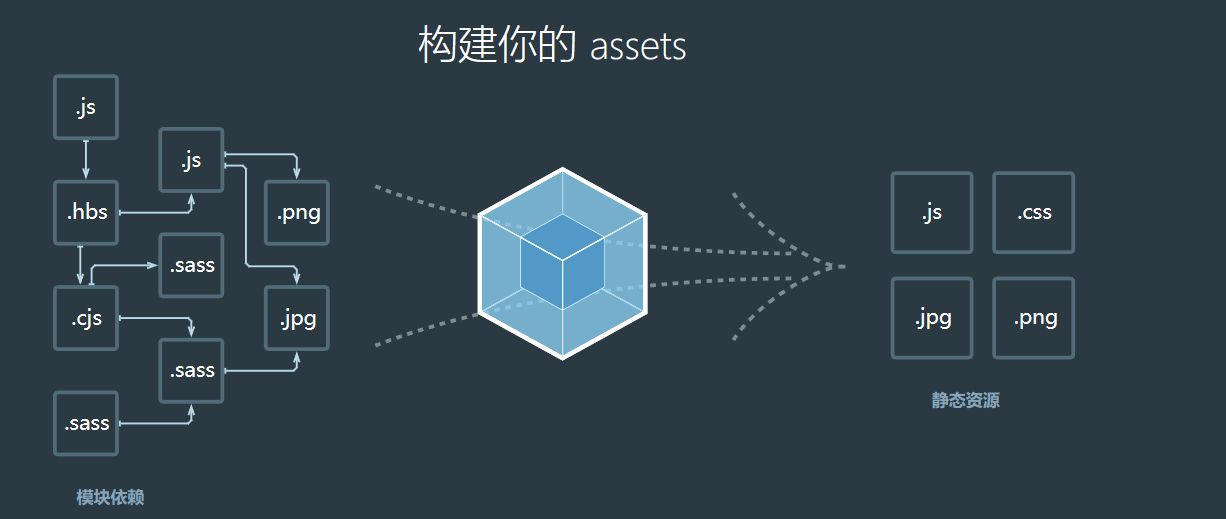 构建你的 assets
.js
.js
.hbs
.png
.sass
.cjs
.jpg
.sass
.sass
模块依赖
.js
.css
.jpg
.png
静态资源